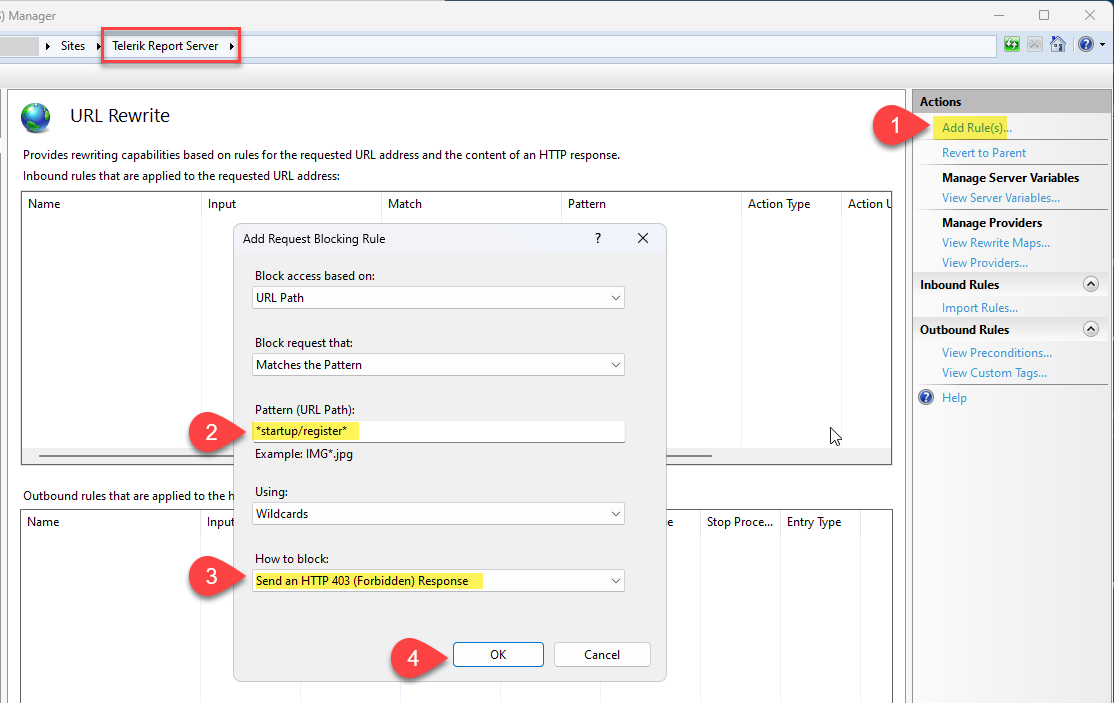 ) Manager
Sites
Telerik Report Server
URL Rewrite
Provides rewriting capabilities based on rules for the requested URL address and the content of an HTTP response.
Inbound rules that are applied to the requested URL address:
Name Input Match Pattern Action Type Action U
Add Request Blocking Rule ?
Block access based on:
URL Path
Block request that:
Matches the Pattern
Pattern (URL Path):
2 *startup/register*
Example: IMG*.jpg
Using:
Wildcards
How to block:
3 Send an HTTP 403 (Forbidden) Response
4 OK Cancel
Outbound rules that are applied to the h
Name Input e Stop Proce... Entry Type
Actions
1 Add Rule(s)...
Revert to Parent
Manage Server Variables
View Server Variables...
Manage Providers
View Rewrite Maps...
View Providers...
Inbound Rules
Import Rules...
Outbound Rules
View Preconditions...
View Custom Tags...
? Help